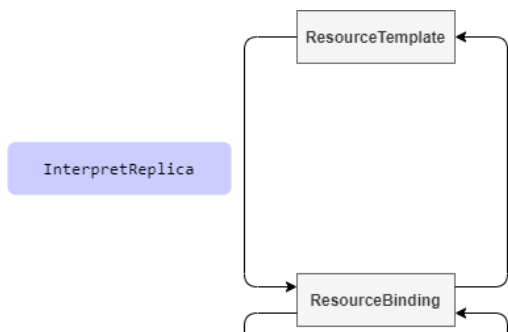 ResourceTemplate
InterpretReplica
ResourceBinding